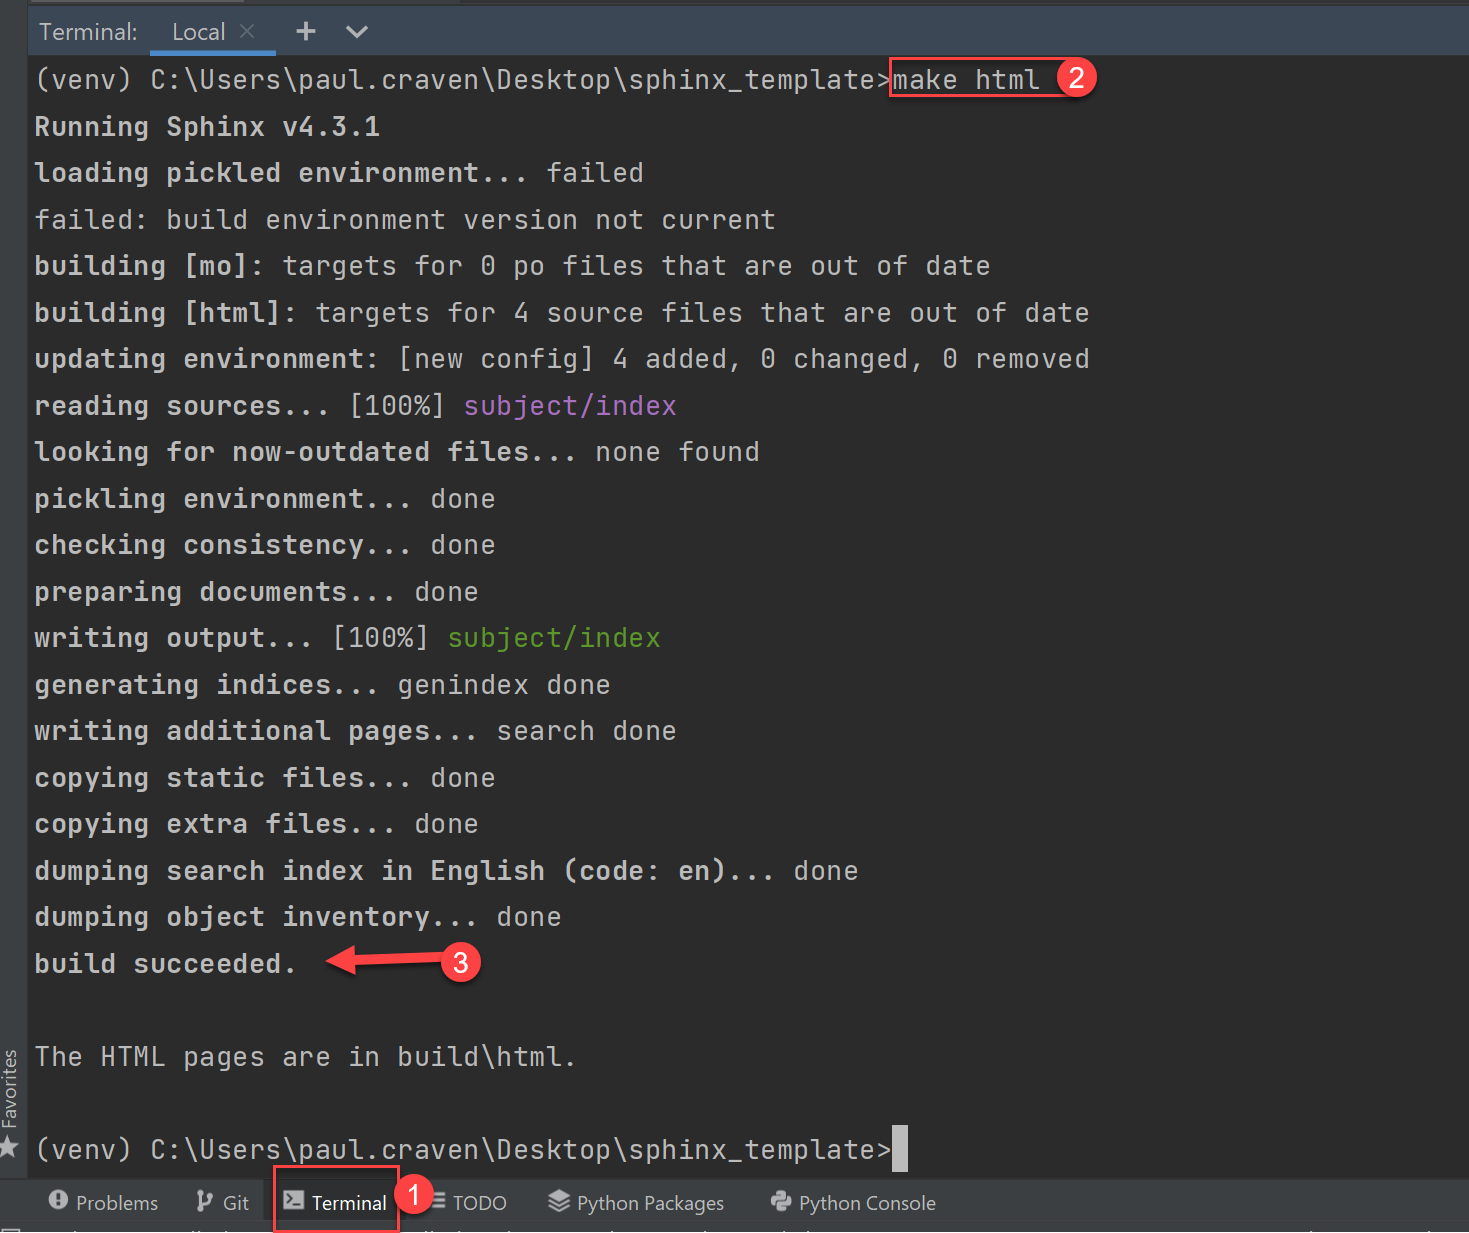 Terminal: Local
(venv) C:\Users\paul.craven\Desktop\sphinx_template>make html 2
Running Sphinx v4.3.1
loading pickled environment... failed
failed: build environment version not current
building [mo]: targets for 0 po files that are out of date
building [html]: targets for 4 source files that are out of date
updating environment: [new config] 4 added, 0 changed, 0 removed
reading sources... [100%] subject/index
looking for now-outdated files... none found
pickling environment... done
checking consistency... done
preparing documents... done
writing output... [100%] subject/index
generating indices... genindex done
writing additional pages... search done
copying static files... done
copying extra files... done
dumping search index in English (code: en)... done
dumping object inventory... done
build succeeded. 3
The HTML pages are in build\html.
(venv) C:\Users\paul.craven\Desktop\sphinx_template>
Favorites
Problems Git Terminal 1 TODO Python Packages Python Console